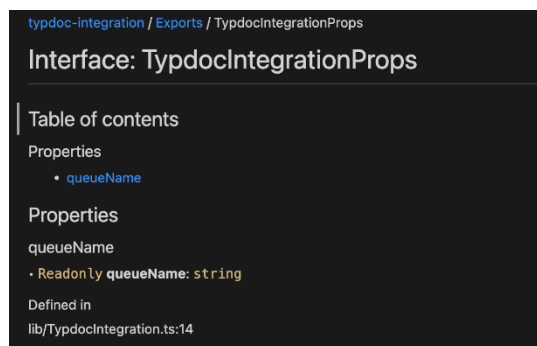 typdoc-integration / Exports / TypdocIntegrationProps
Interface: TypdocIntegrationProps
Table of contents
Properties
• queueName
Properties
queueName
• Readonly queueName: string
Defined in
lib/TypdocIntegration.ts:14